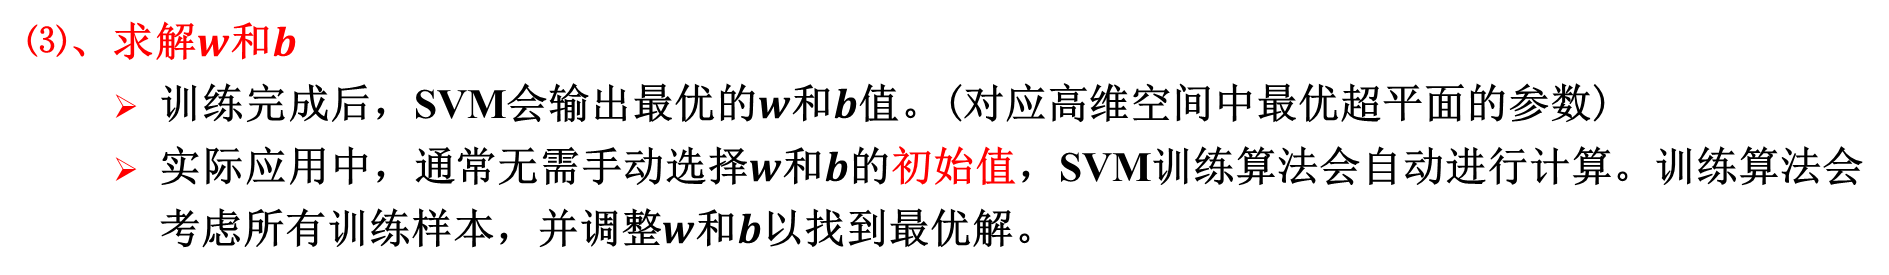 (3)、求解w和b
➢ 训练完成后，SVM会输出最优的w和b值。(对应高维空间中最优超平面的参数)
➢ 实际应用中，通常无需手动选择w和b的初始值，SVM训练算法会自动进行计算。训练算法会
考虑所有训练样本，并调整w和b以找到最优解。